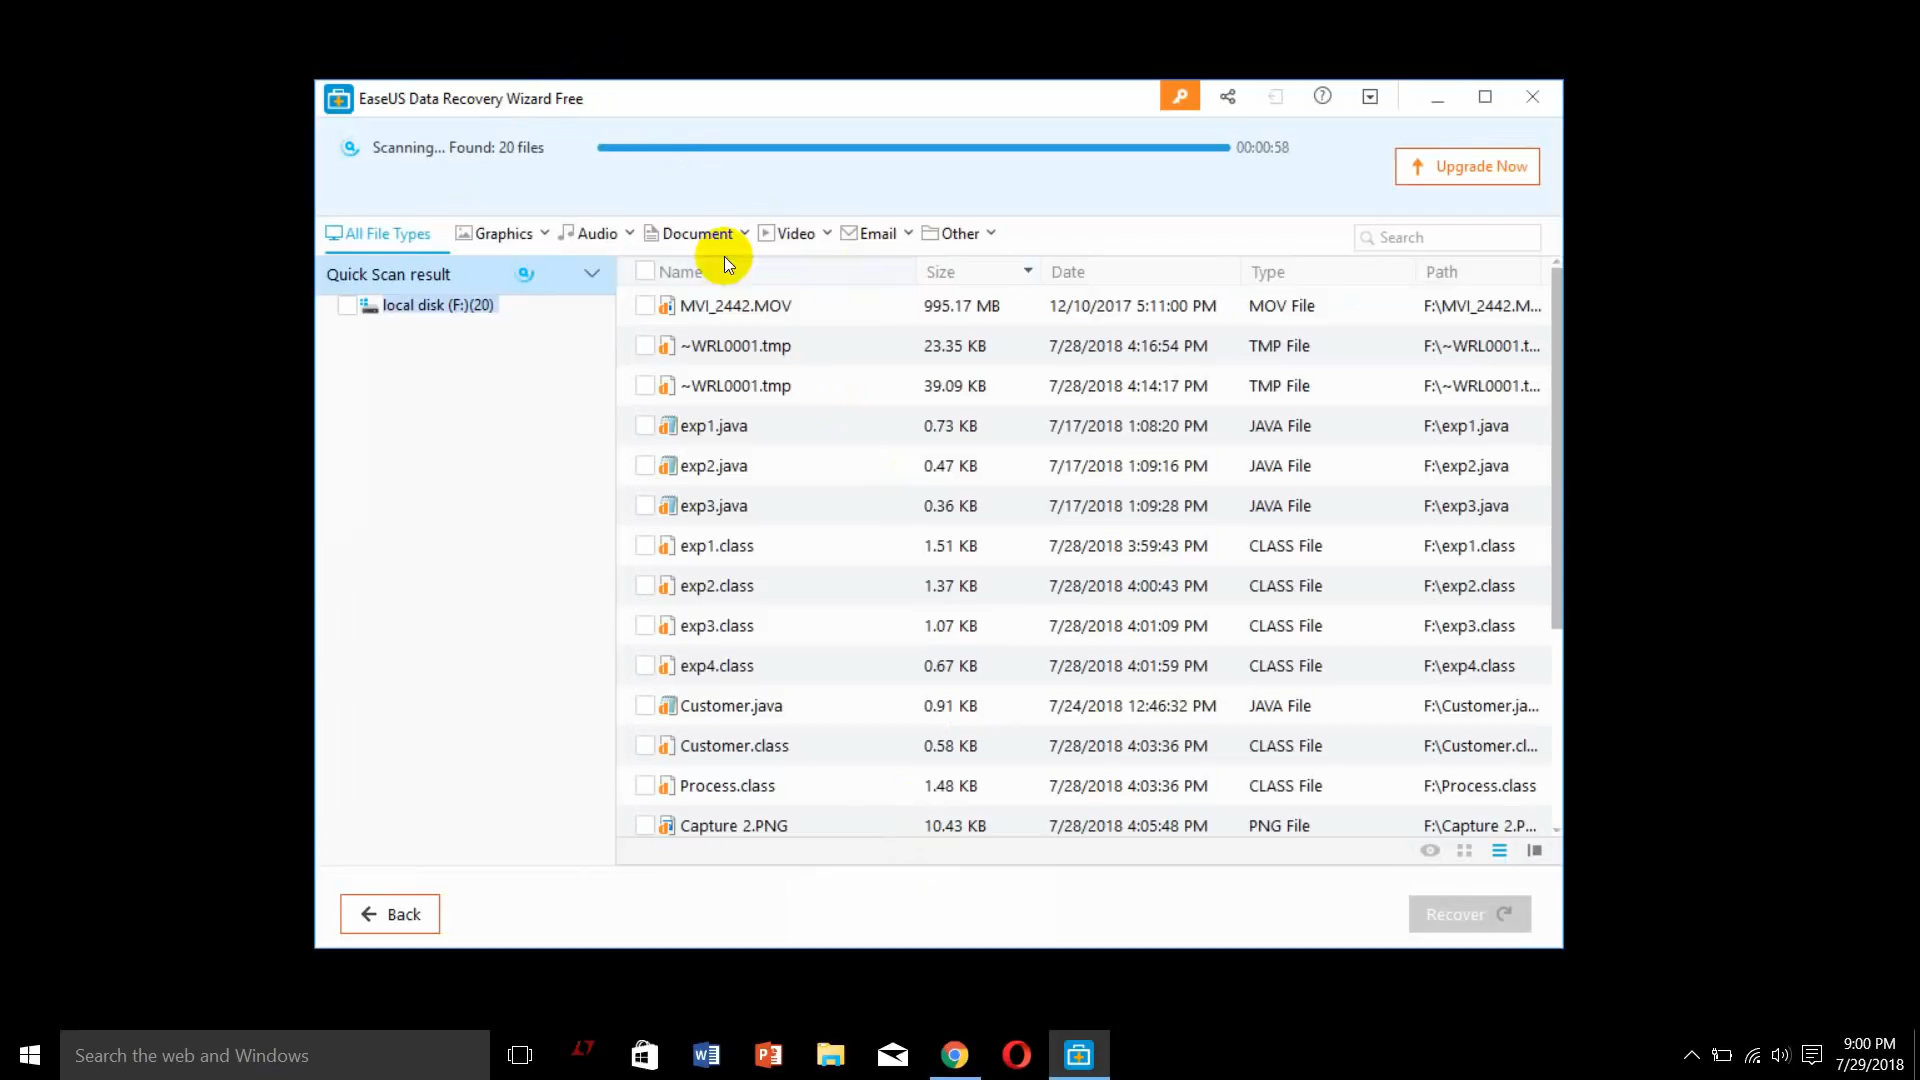 EaseUS Data Recovery Wizard Free
Scanning... Found: 20 files 00:00:58
Upgrade Now
All File Types Graphics Audio Document Video Email Other
Search
Quick Scan result
local disk (F:)(20)
Name Size Date Type Path
MVI_2442.MOV 995.17 MB 12/10/2017 5:11:00 PM MOV File F:\MVI_2442.M...
~WRL0001.tmp 23.35 KB 7/28/2018 4:16:54 PM TMP File F:\~WRL0001.t...
~WRL0001.tmp 39.09 KB 7/28/2018 4:14:17 PM TMP File F:\~WRL0001.t...
exp1.java 0.73 KB 7/17/2018 1:08:20 PM JAVA File F:\exp1.java
exp2.java 0.47 KB 7/17/2018 1:09:16 PM JAVA File F:\exp2.java
exp3.java 0.36 KB 7/17/2018 1:09:28 PM JAVA File F:\exp3.java
exp1.class 1.51 KB 7/28/2018 3:59:43 PM CLASS File F:\exp1.class
exp2.class 1.37 KB 7/28/2018 4:00:43 PM CLASS File F:\exp2.class
exp3.class 1.07 KB 7/28/2018 4:01:09 PM CLASS File F:\exp3.class
exp4.class 0.67 KB 7/28/2018 4:01:59 PM CLASS File F:\exp4.class
Customer.java 0.91 KB 7/24/2018 12:46:32 PM JAVA File F:\Customer.ja...
Customer.class 0.58 KB 7/28/2018 4:03:36 PM CLASS File F:\Customer.cl...
Process.class 1.48 KB 7/28/2018 4:03:36 PM CLASS File F:\Process.class
Capture 2.PNG 10.43 KB 7/28/2018 4:05:48 PM PNG File F:\Capture 2.P...
Back
Recover
Search the web and Windows
9:00 PM
7/29/2018